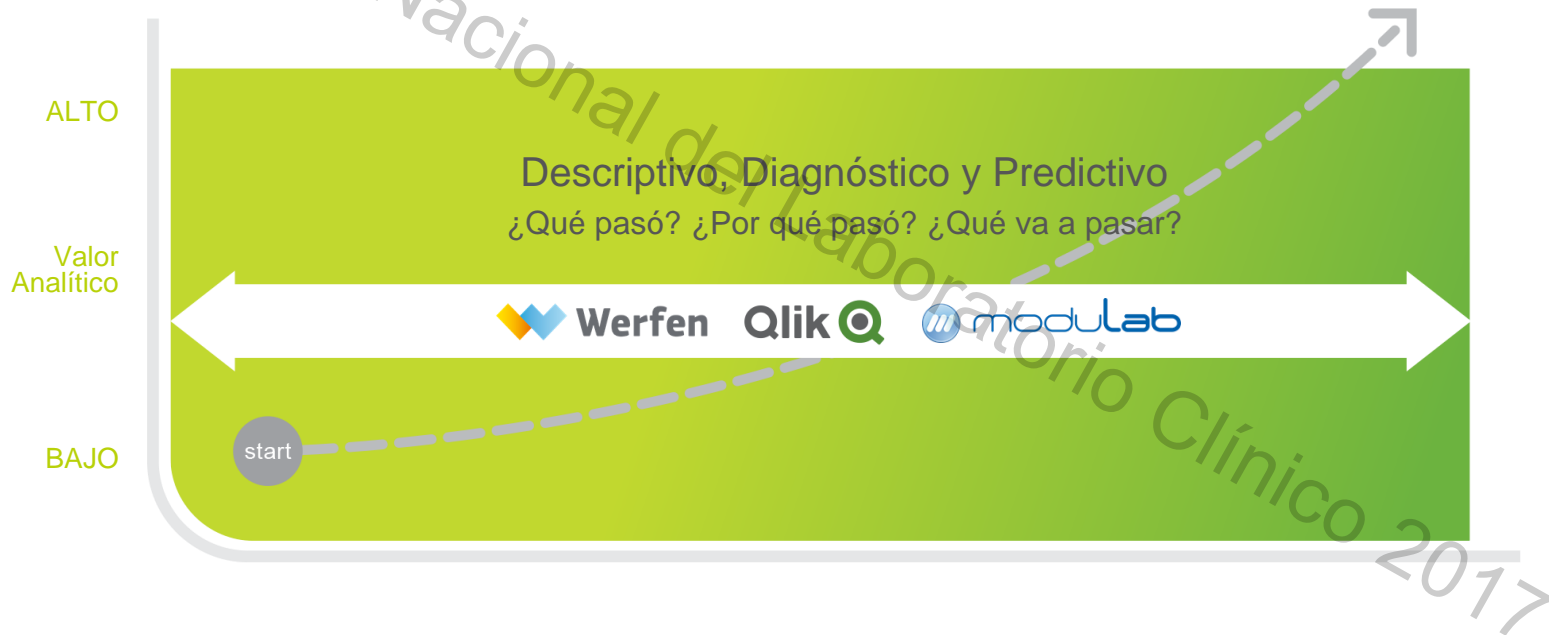 ALTO
Descriptivo, Diagnóstico y Predictivo
¿Qué pasó? ¿Por qué pasó? ¿Qué va a pasar?
Valor
Analítico
Werfen Qlik modulab
BAJO
start
Nacional del Laboratorio Clínico 2017